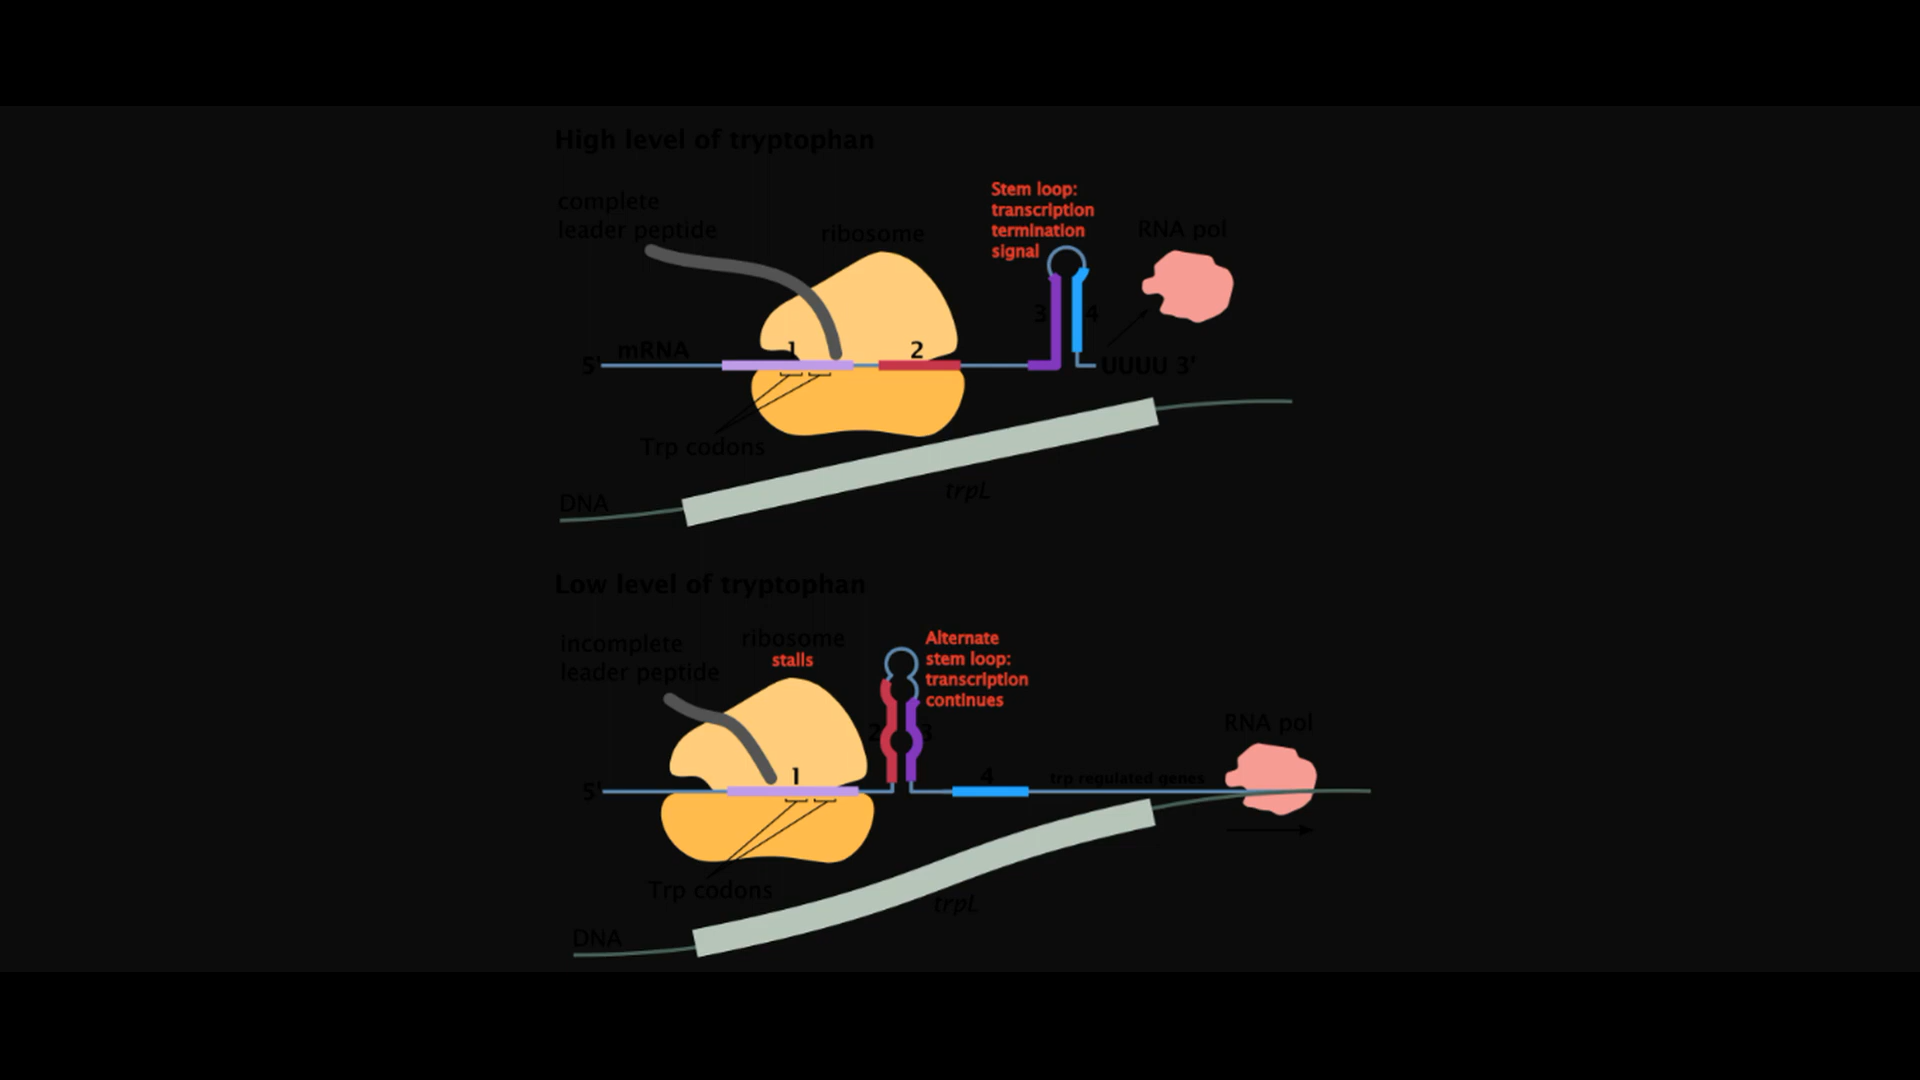 High level of tryptophan
complete
leader peptide
ribosome
Stem loop:
transcription
termination
signal
RNA pol
3
4
5'
mRNA
1
2
UUUU 3'
Trp codons
trpL
DNA
Low level of tryptophan
incomplete
leader peptide
ribosome
stalls
Alternate
stem loop:
transcription
continues
2
3
RNA pol
5'
1
4
trp regulated genes
Trp codons
trpL
DNA